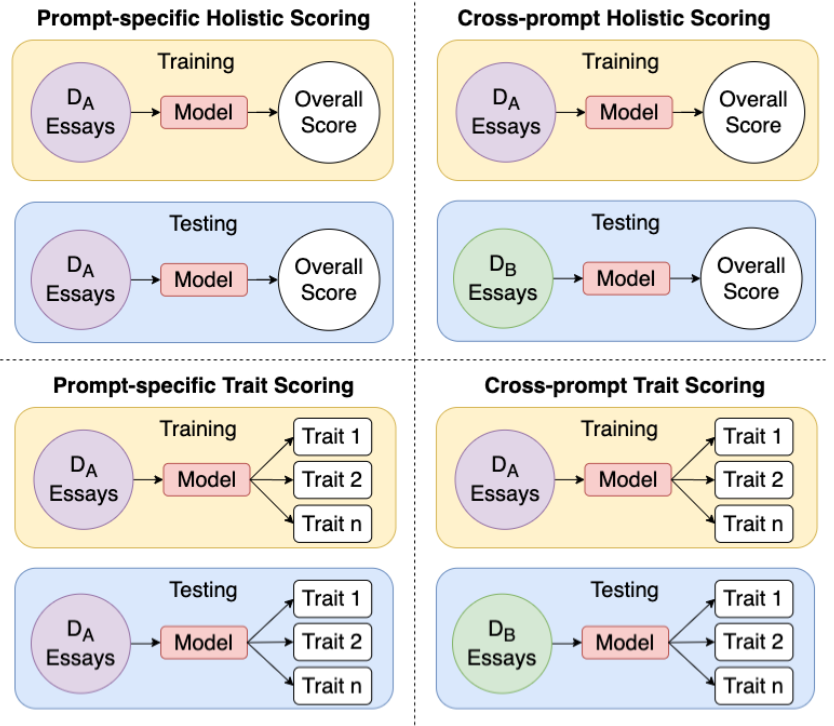 Prompt-specific Holistic Scoring
Training
D_A
Essays
Model
Overall
Score
Testing
D_A
Essays
Model
Overall
Score
Cross-prompt Holistic Scoring
Training
D_A
Essays
Model
Overall
Score
Testing
D_B
Essays
Model
Overall
Score
Prompt-specific Trait Scoring
Training
D_A
Essays
Model
Trait 1
Trait 2
Trait n
Testing
D_A
Essays
Model
Trait 1
Trait 2
Trait n
Cross-prompt Trait Scoring
Training
D_A
Essays
Model
Trait 1
Trait 2
Trait n
Testing
D_B
Essays
Model
Trait 1
Trait 2
Trait n